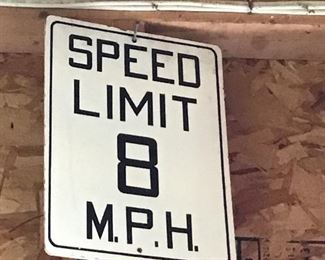 SPEED
LIMIT
8
M.P.H.